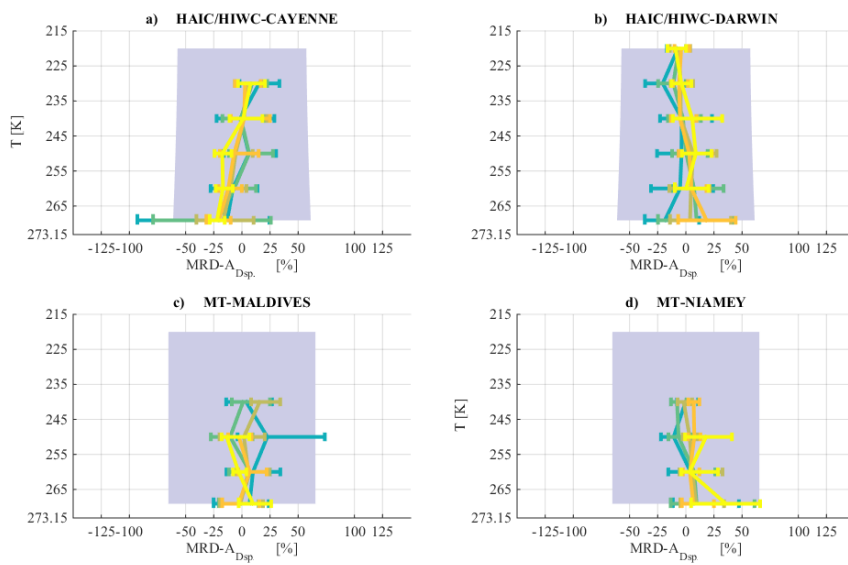 a) HAIC/HIWC-CAYENNE
b) HAIC/HIWC-DARWIN
215
225
235
245
255
265
273.15
T [K]
-125-100 -50 -25 0 25 50 100 125
MRD-A Dsp. [%]
215
225
235
245
255
265
273.15
T [K]
-125-100 -50 -25 0 25 50 100 125
MRD-A Dsp. [%]
c) MT-MALDIVES
d) MT-NIAMEY
215
225
235
245
255
265
273.15
T [K]
-125-100 -50 -25 0 25 50 100 125
MRD-A Dsp [%]
215
225
235
245
255
265
273.15
T [K]
-125-100 -50 -25 0 25 50 100 125
MRD-A Dsp [%]